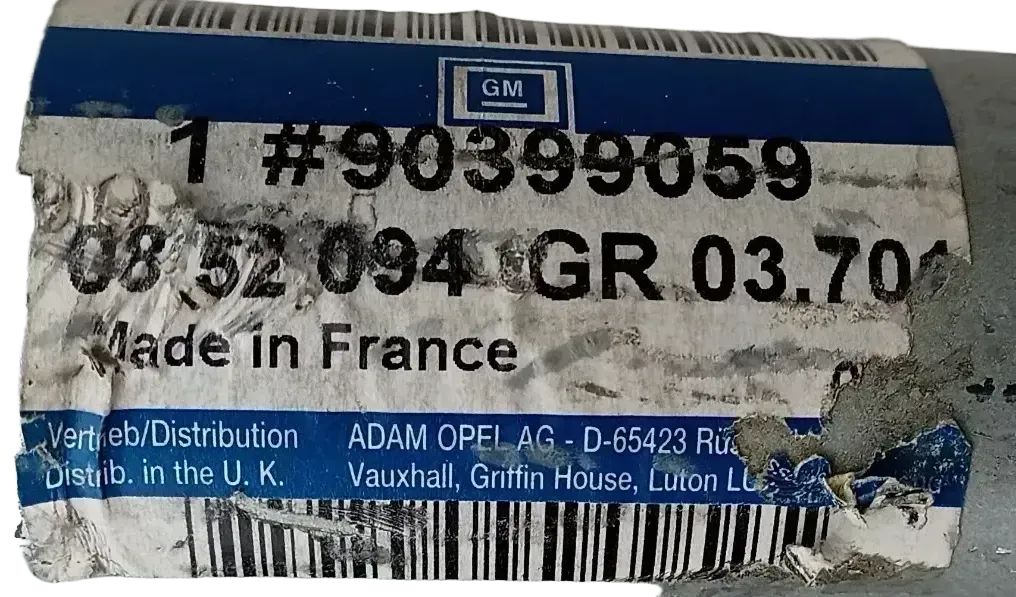 GM
1 #90399059
08 52 094 GR 03.701
Made in France
Vertrieb/Distribution ADAM OPEL AG - D-65423
Distrib. in the U. K. Vauxhall, Griffin House, Luton